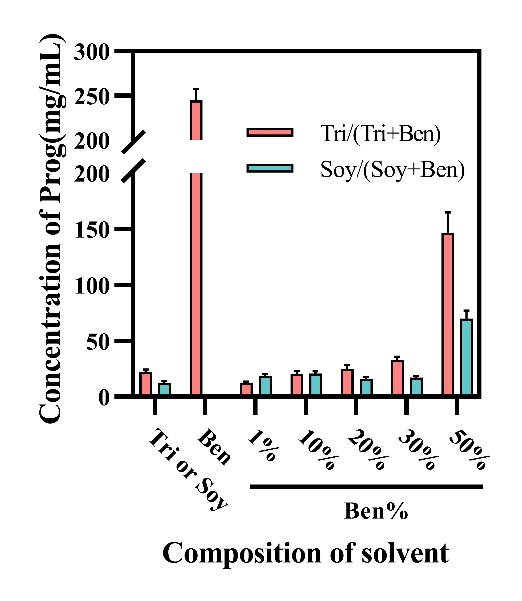 Concentration of Prog(mg/mL)
300
250
200
200
150
100
50
0
Tri/(Tri+Ben)
Soy/(Soy+Ben)
Tri or Soy
Ben
1%
10%
20%
30%
50%
Ben%
Composition of solvent